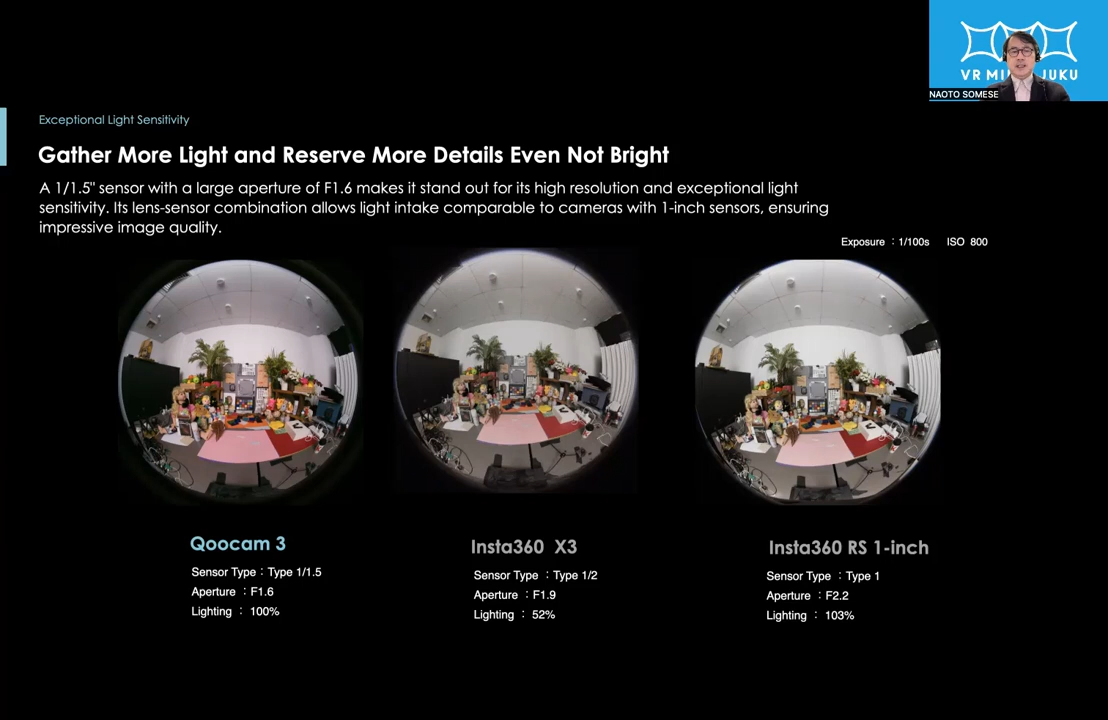 VR MI JUKU
NAOTO SOMESE
Exceptional Light Sensitivity
Gather More Light and Reserve More Details Even Not Bright
A 1/1.5" sensor with a large aperture of F1.6 makes it stand out for its high resolution and exceptional light
sensitivity. Its lens-sensor combination allows light intake comparable to cameras with 1-inch sensors, ensuring
impressive image quality.
Exposure : 1/100s ISO 800
Qoocam 3
Sensor Type : Type 1/1.5
Aperture : F1.6
Lighting : 100%
Insta360 X3
Sensor Type : Type 1/2
Aperture : F1.9
Lighting : 52%
Insta360 RS 1-inch
Sensor Type : Type 1
Aperture : F2.2
Lighting : 103%